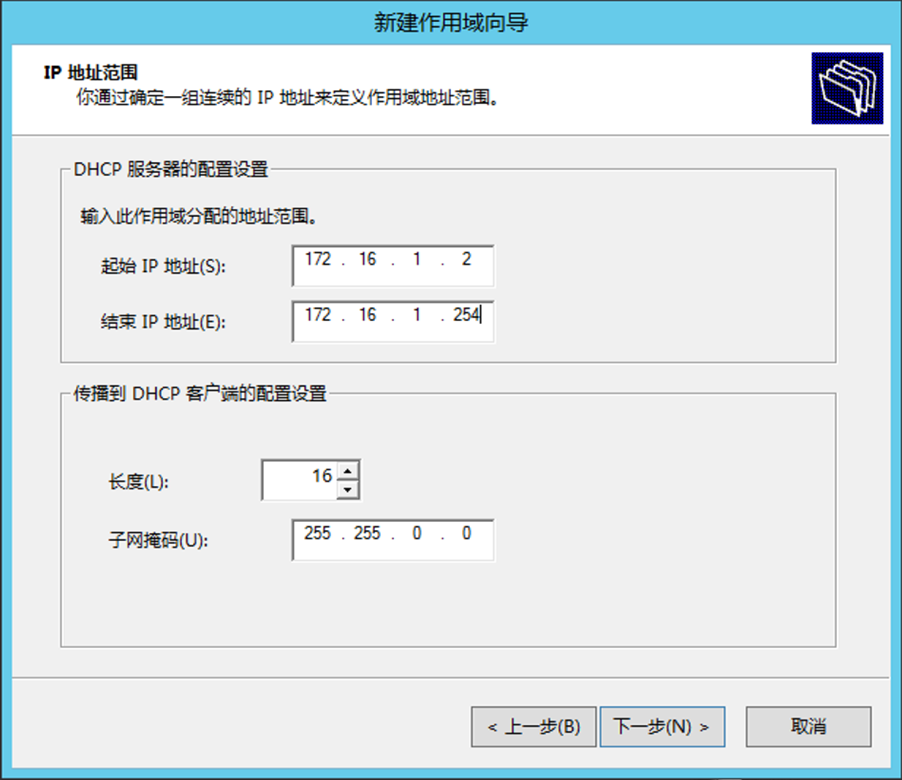 新建作用域向导
IP 地址范围
你通过确定一组连续的 IP 地址来定义作用域地址范围。
DHCP 服务器的配置设置
输入此作用域分配的地址范围。
起始 IP 地址(S): 172 . 16 . 1 . 2
结束 IP 地址(E): 172 . 16 . 1 . 254
传播到 DHCP 客户端的配置设置
长度(L): 16
子网掩码(U): 255 . 255 . 0 . 0
< 上一步(B) 下一步(N) > 取消